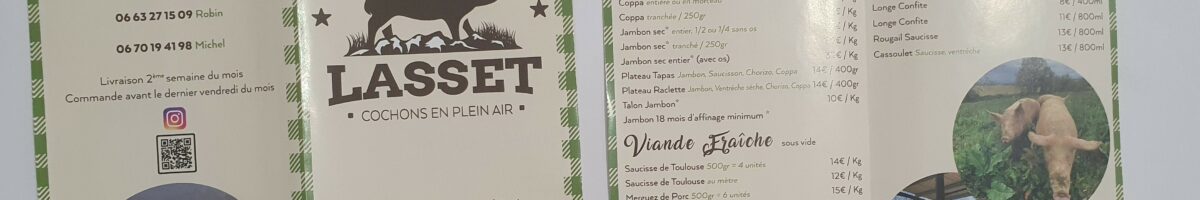 06 63 27 15 09 Robin
06 70 19 41 98 Michel
Livraison 2ème semaine du mois
Commande avant le dernier vendredi du mois
LASSET
COCHONS EN PLEIN AIR
Coppa entière ou en morceau
Coppa tranchée / 250gr € / Kg
Jambon sec* entier, 1/2 ou 1/4 sans os € / Kg
Jambon sec* tranché / 250gr € / Kg
Jambon sec entier* (avec os) € / Kg
Plateau Tapas Jambon, Saucisson, Chorizo, Coppa 14€ / 400gr
Plateau Raclette Jambon, Ventrèche sèche, Chorizo, Coppa 14€ / 400gr
Talon Jambon* 10€ / Kg
Jambon 18 mois d'affinage minimum *
Viande Fraîche sous vide
Saucisse de Toulouse 500gr = 4 unités 14€ / Kg
Saucisse de Toulouse au mètre 12€ / Kg
Merguez de Porc 500gr = 6 unités 15€ / Kg
Longe Confite 8€ / 400ml
Longe Confite 11€ / 800ml
Rougail Saucisse 13€ / 800ml
Cassoulet Saucisse, ventrèche 13€ / 800ml